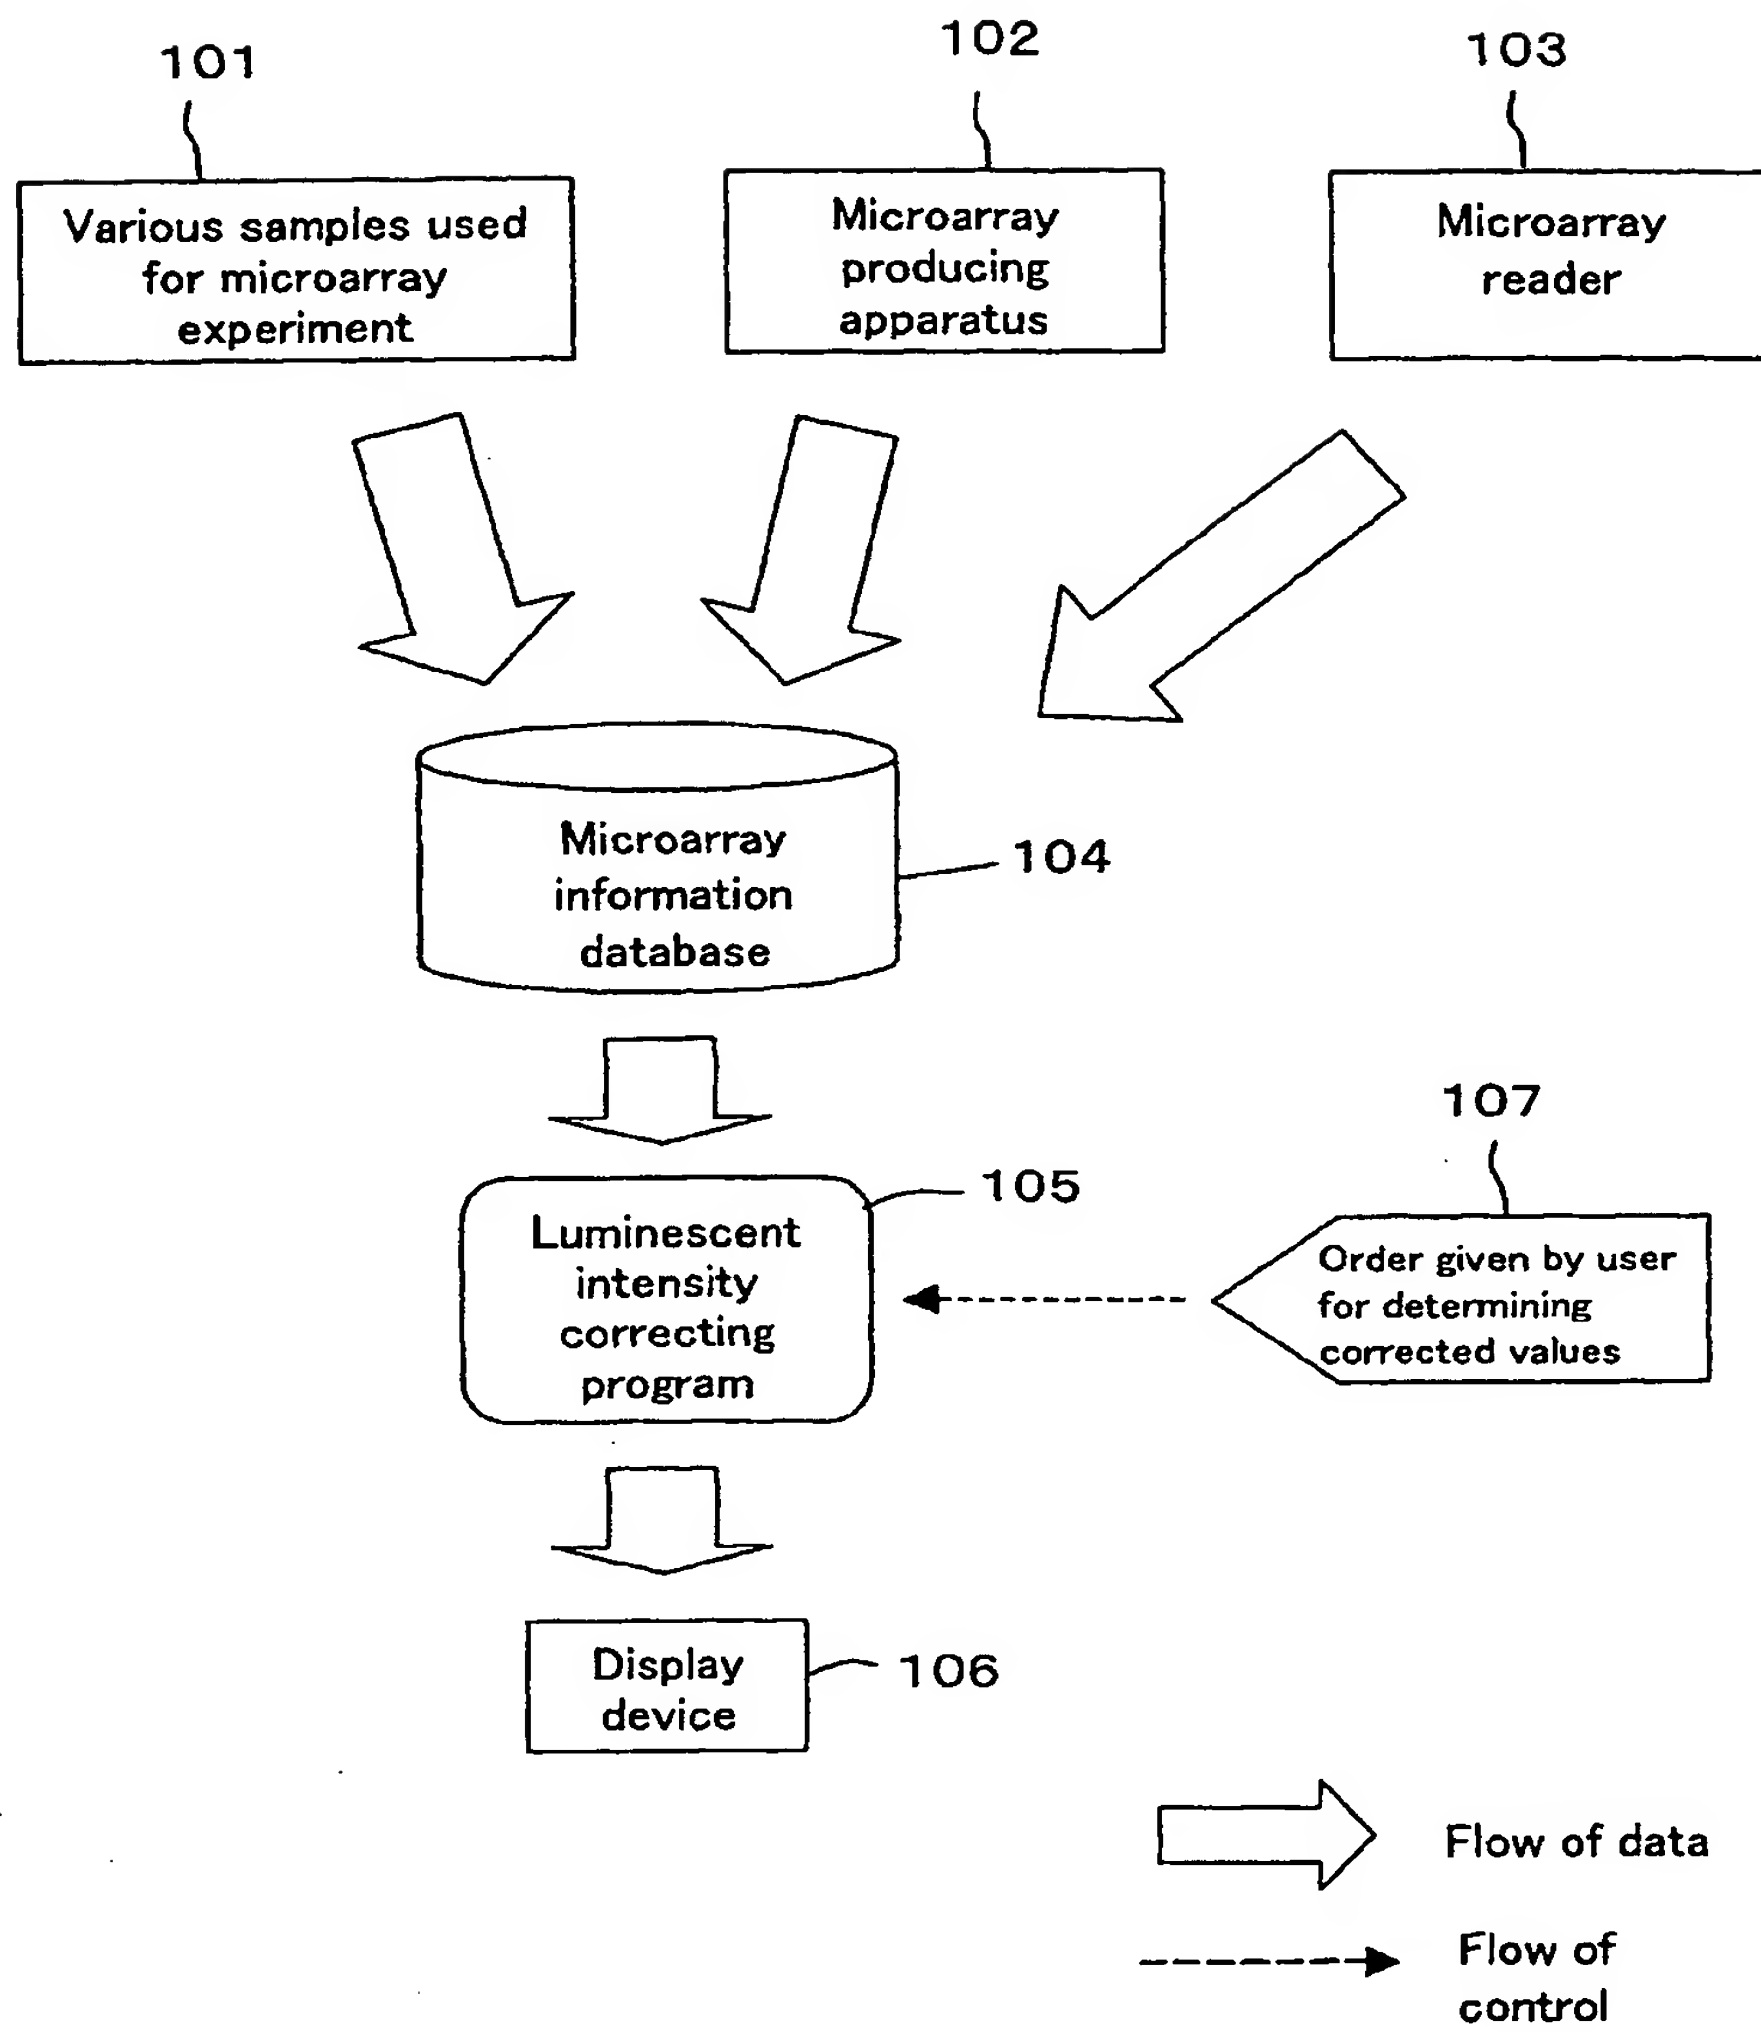 101
102
103
Various samples used
for microarray
experiment
Microarray
producing
apparatus
Microarray
reader
Microarray
information
database
104
107
105
Luminescent
intensity
correcting
program
Order given by user
for determining
corrected values
Display
device
106
Flow of data
Flow of
control